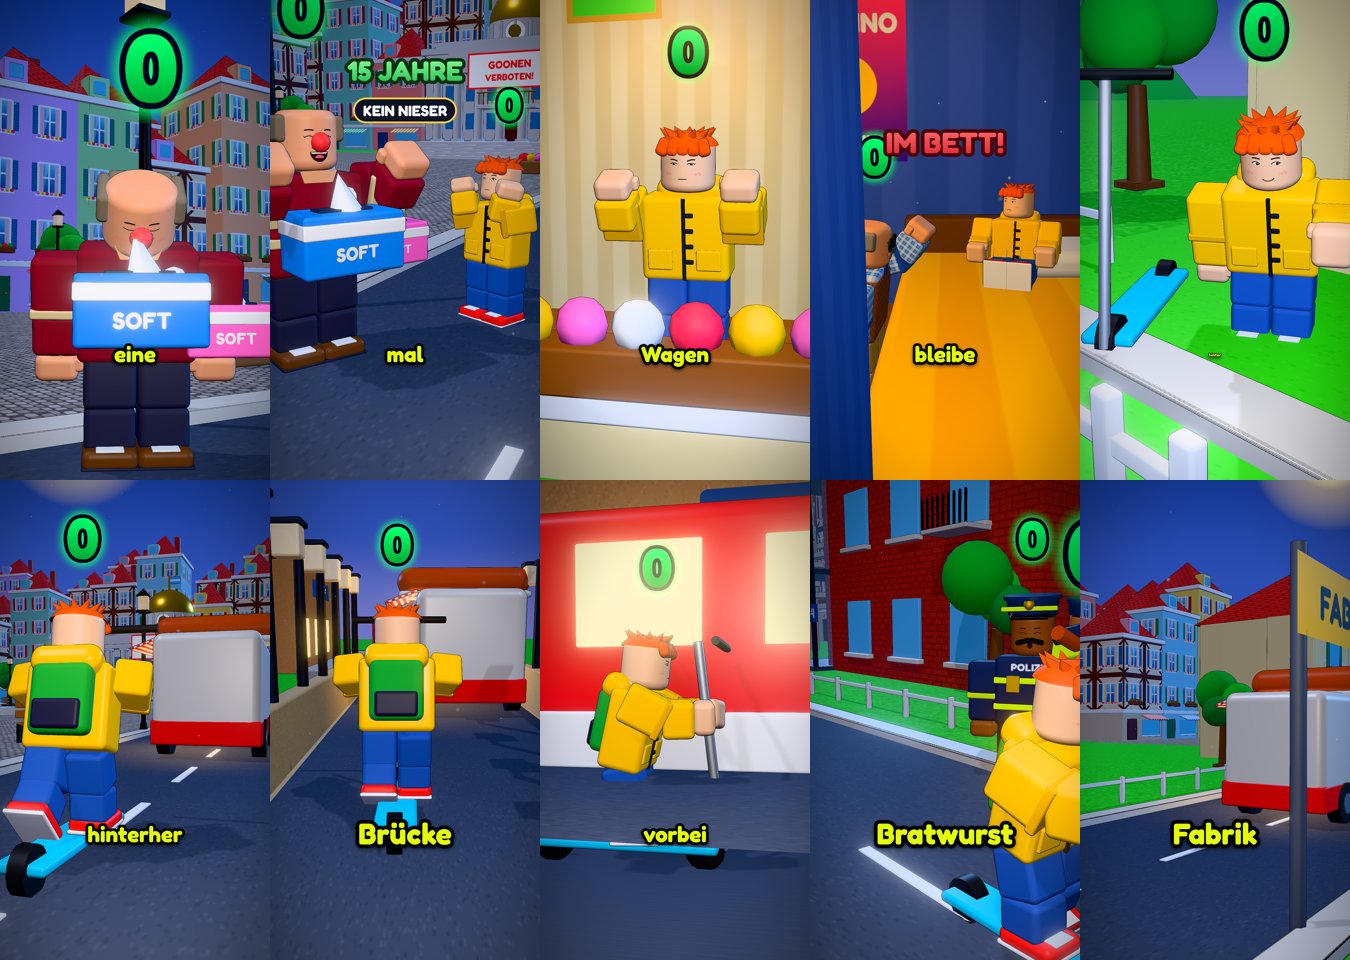 0
SOFT
SOFT
eine
0
15 JAHRE
KEIN NIESER
GOONEN
VERBOTEN!
0
SOFT
mal
0
Wagen
NO
0
IM BETT!
bleibe
0
0
hinterher
0
Brücke
0
vorbei
0
POLIZ
Bratwurst
FAB
Fabrik